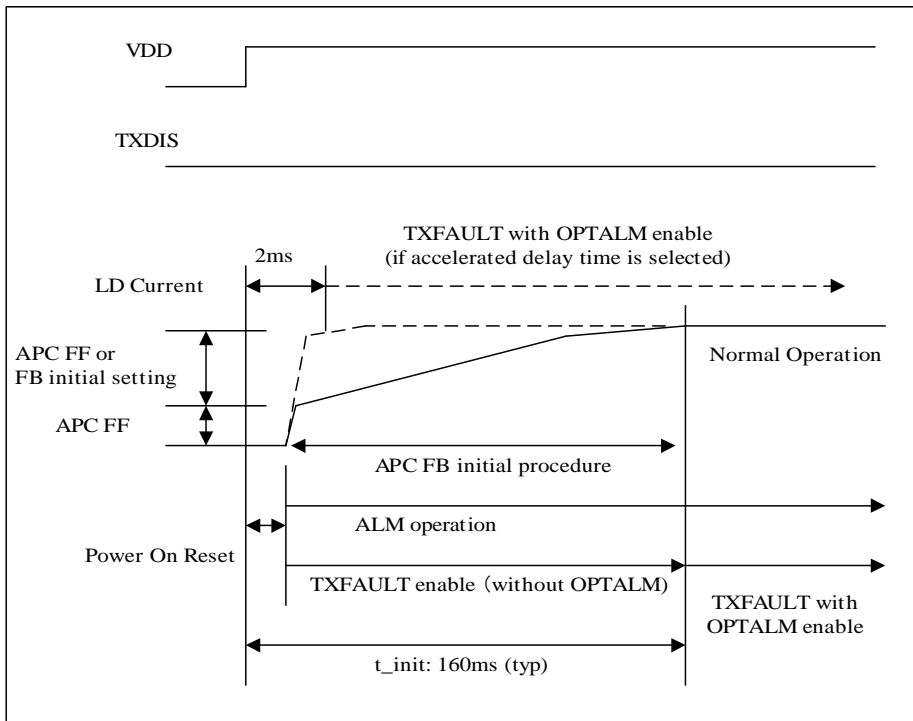 VDD
TXDIS
TXFAULT with OPTALM enable
(if accelerated delay time is selected)
2ms
LD Current
APC FF or
FB initial setting
Normal Operation
APC FF
APC FB initial procedure
ALM operation
Power On Reset
TXFAULT enable (without OPTALM)
TXFAULT with
OPTALM enable
t_init: 160ms (typ)